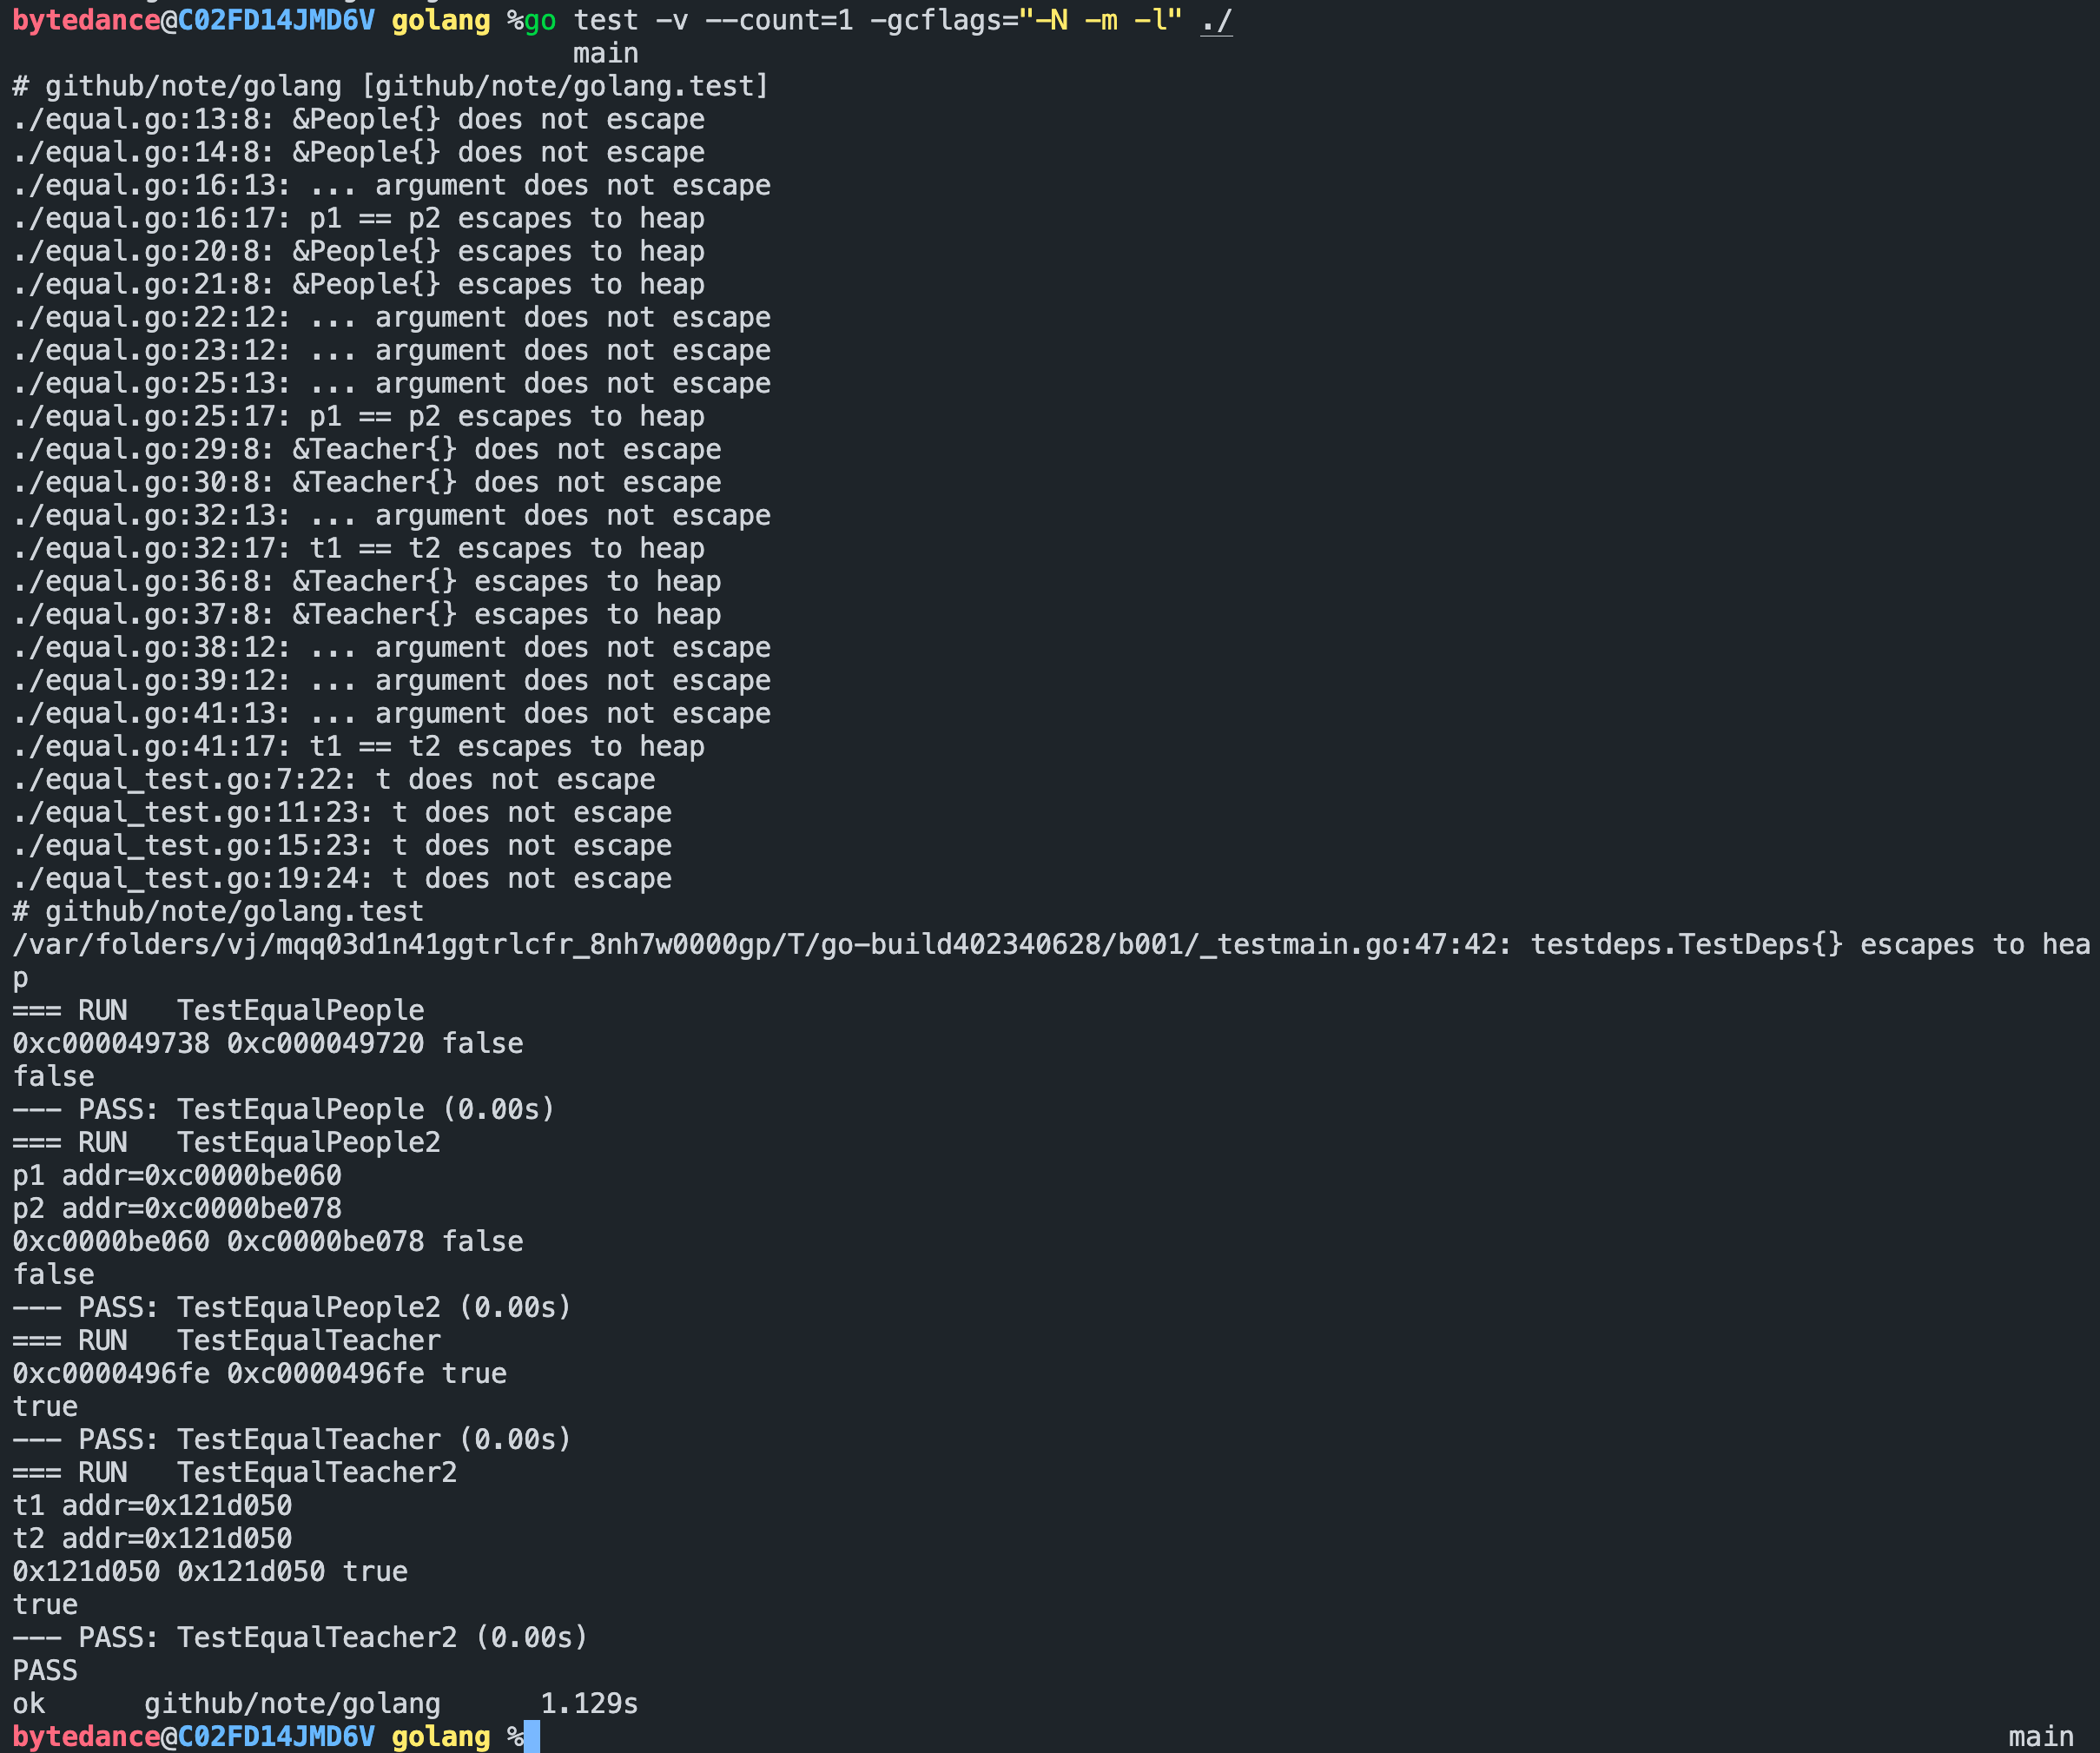 bytedance@C02FD14JMD6V golang %go test -v --count=1 -gcflags="-N -m -l" ./
main
# github/note/golang [github/note/golang.test]
./equal.go:13:8: &People{} does not escape
./equal.go:14:8: &People{} does not escape
./equal.go:16:13: ... argument does not escape
./equal.go:16:17: p1 == p2 escapes to heap
./equal.go:20:8: &People{} escapes to heap
./equal.go:21:8: &People{} escapes to heap
./equal.go:22:12: ... argument does not escape
./equal.go:23:12: ... argument does not escape
./equal.go:25:13: ... argument does not escape
./equal.go:25:17: p1 == p2 escapes to heap
./equal.go:29:8: &Teacher{} does not escape
./equal.go:30:8: &Teacher{} does not escape
./equal.go:32:13: ... argument does not escape
./equal.go:32:17: t1 == t2 escapes to heap
./equal.go:36:8: &Teacher{} escapes to heap
./equal.go:37:8: &Teacher{} escapes to heap
./equal.go:38:12: ... argument does not escape
./equal.go:39:12: ... argument does not escape
./equal.go:41:13: ... argument does not escape
./equal.go:41:17: t1 == t2 escapes to heap
./equal_test.go:7:22: t does not escape
./equal_test.go:11:23: t does not escape
./equal_test.go:15:23: t does not escape
./equal_test.go:19:24: t does not escape
# github/note/golang.test
/var/folders/vj/mqq03d1n41ggtrlcfr_8nh7w0000gp/T/go-build402340628/b001/_testmain.go:47:42: testdeps.TestDeps{} escapes to hea
p
=== RUN   TestEqualPeople
0xc000049738 0xc000049720 false
false
--- PASS: TestEqualPeople (0.00s)
=== RUN   TestEqualPeople2
p1 addr=0xc0000be060
p2 addr=0xc0000be078
0xc0000be060 0xc0000be078 false
false
--- PASS: TestEqualPeople2 (0.00s)
=== RUN   TestEqualTeacher
0xc0000496fe 0xc0000496fe true
true
--- PASS: TestEqualTeacher (0.00s)
=== RUN   TestEqualTeacher2
t1 addr=0x121d050
t2 addr=0x121d050
0x121d050 0x121d050 true
true
--- PASS: TestEqualTeacher2 (0.00s)
PASS
ok      github/note/golang      1.129s
bytedance@C02FD14JMD6V golang % main